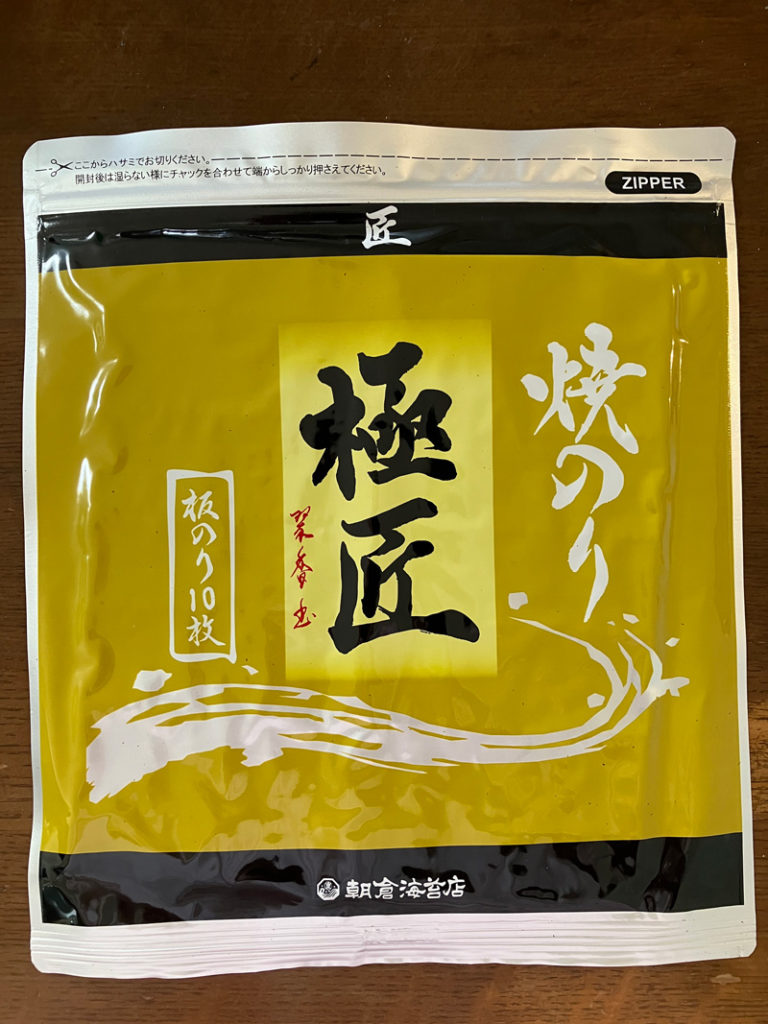 ここからハサミでお切りください。
開封後は湿らない様にチャックを合わせて端からしっかり押さえてください。
ZIPPER
匠
焼のり
極匠
板のり10枚
朝倉海苔店